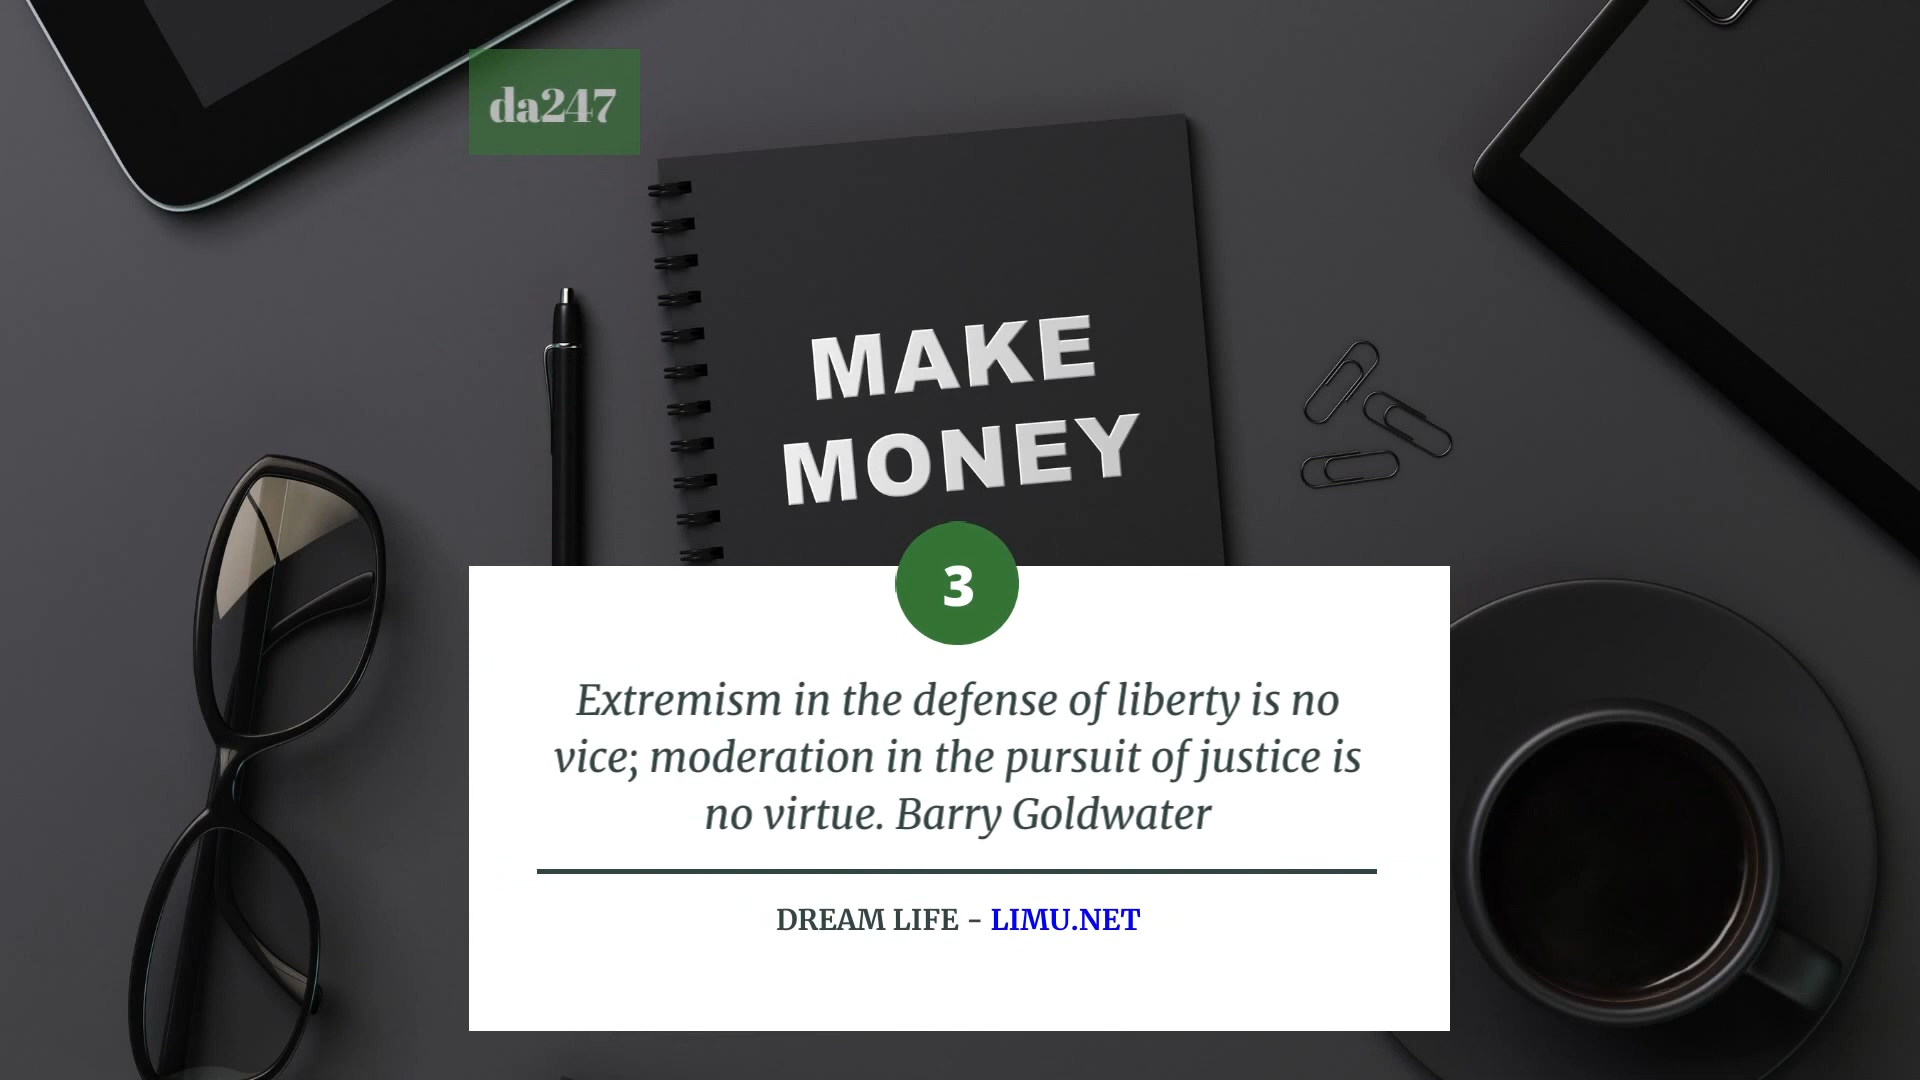 da247
MAKE
MONEY
3
Extremism in the defense of liberty is no
vice; moderation in the pursuit of justice is
no virtue. Barry Goldwater
DREAM LIFE - LIMU.NET